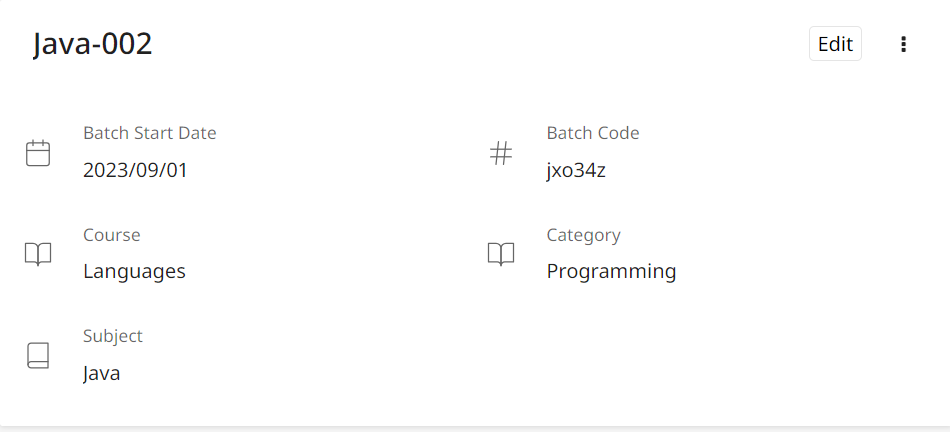 Java-002
Edit
Batch Start Date
2023/09/01
Batch Code
jxo34z
Course
Languages
Category
Programming
Subject
Java